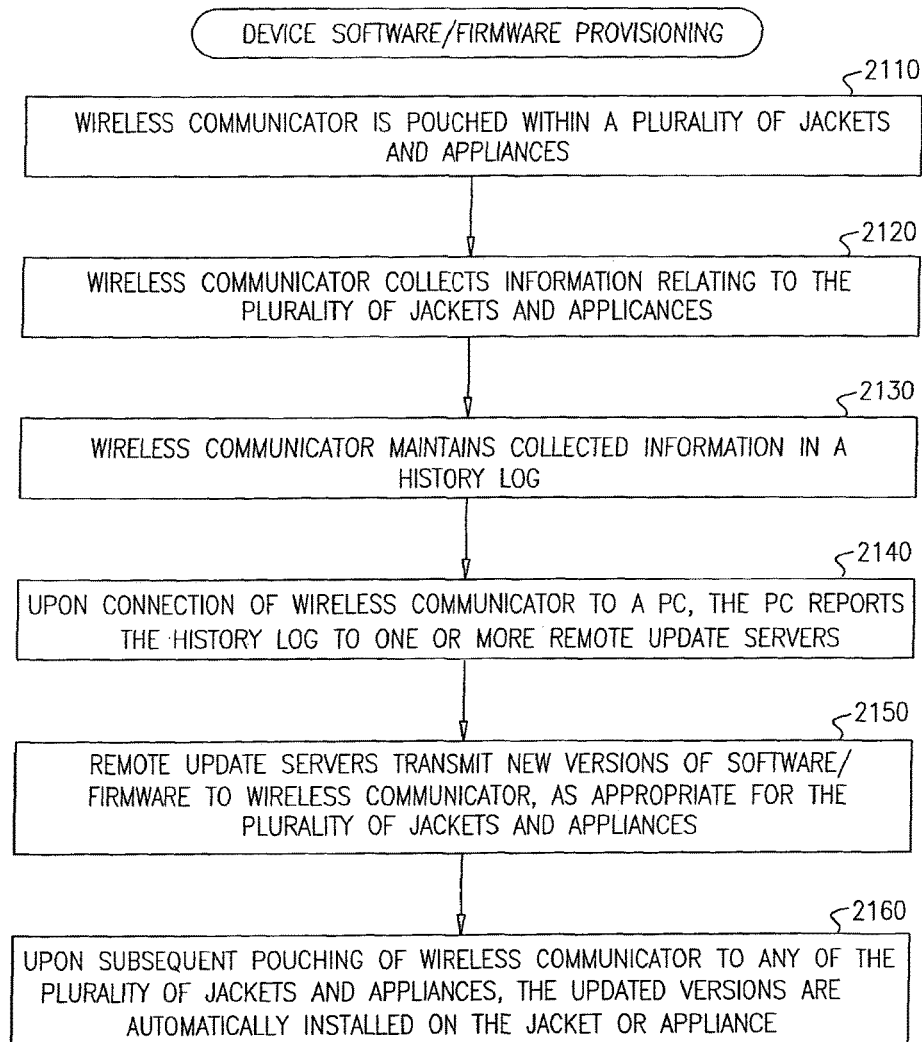 DEVICE SOFTWARE/FIRMWARE PROVISIONING
2110
WIRELESS COMMUNICATOR IS POUCHED WITHIN A PLURALITY OF JACKETS
AND APPLIANCES
2120
WIRELESS COMMUNICATOR COLLECTS INFORMATION RELATING TO THE
PLURALITY OF JACKETS AND APPLICANCES
2130
WIRELESS COMMUNICATOR MAINTAINS COLLECTED INFORMATION IN A
HISTORY LOG
2140
UPON CONNECTION OF WIRELESS COMMUNICATOR TO A PC, THE PC REPORTS
THE HISTORY LOG TO ONE OR MORE REMOTE UPDATE SERVERS
2150
REMOTE UPDATE SERVERS TRANSMIT NEW VERSIONS OF SOFTWARE/
FIRMWARE TO WIRELESS COMMUNICATOR, AS APPROPRIATE FOR THE
PLURALITY OF JACKETS AND APPLIANCES
2160
UPON SUBSEQUENT POUCHING OF WIRELESS COMMUNICATOR TO ANY OF THE
PLURALITY OF JACKETS AND APPLIANCES, THE UPDATED VERSIONS ARE
AUTOMATICALLY INSTALLED ON THE JACKET OR APPLIANCE